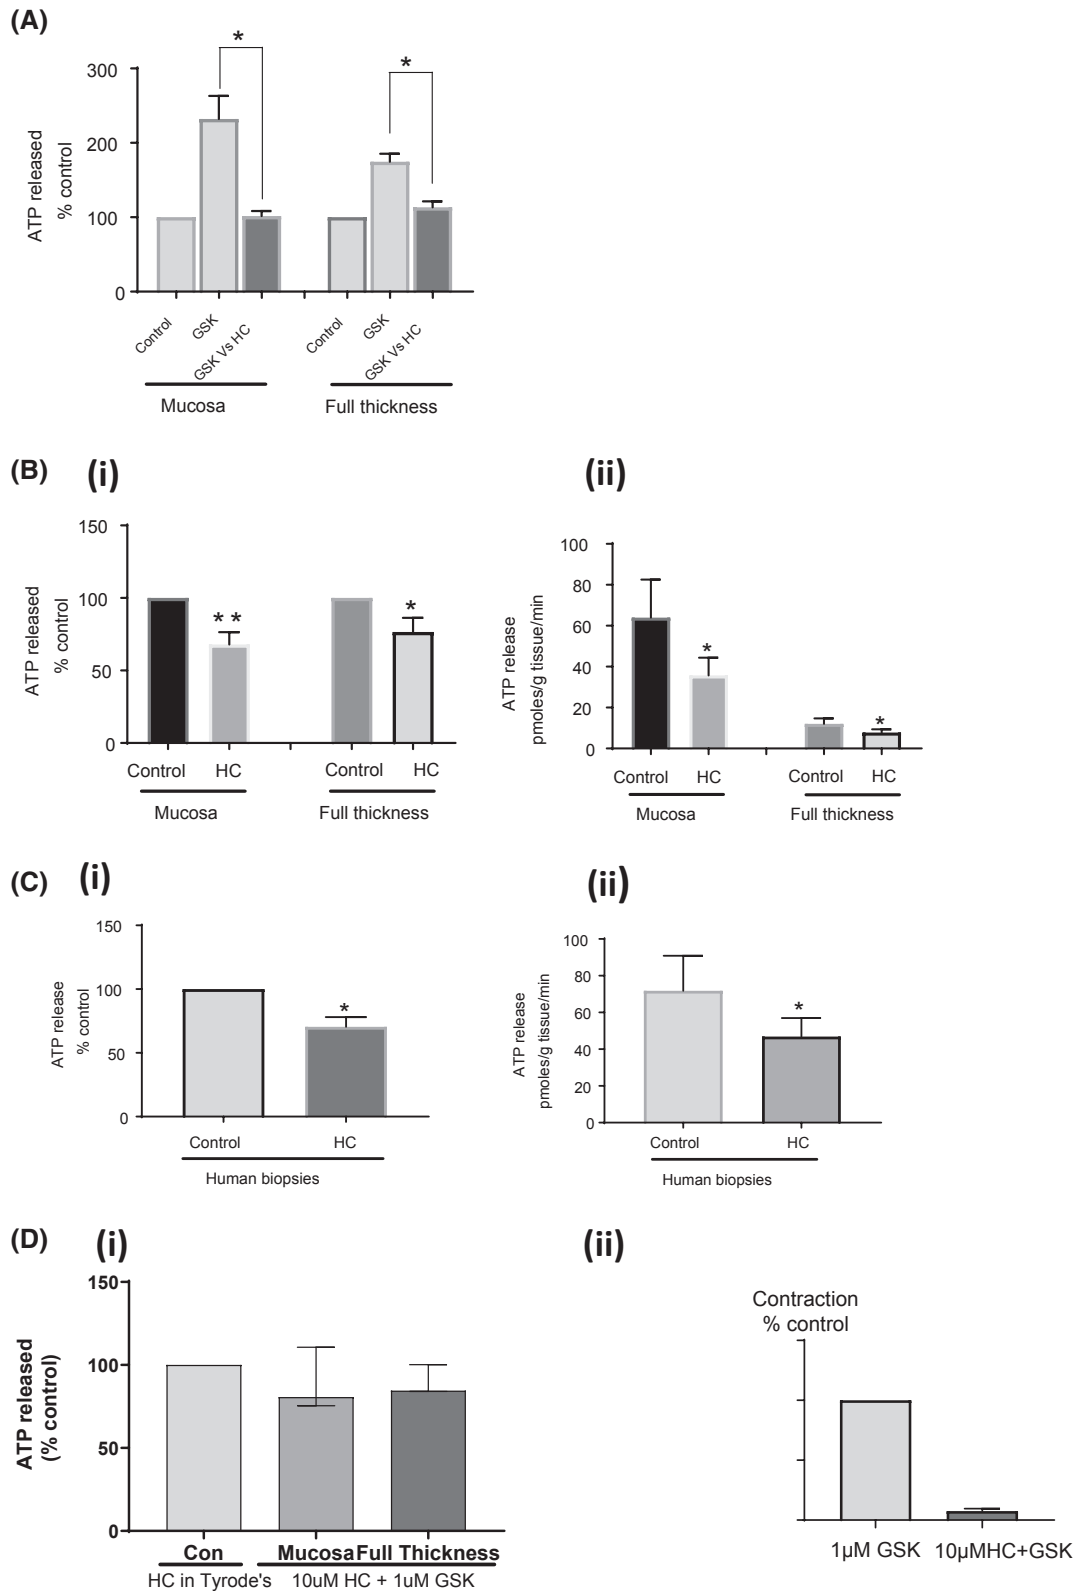 (A)
*
*
300
200
100
0
ATP released
% control
Control
GSK
GSK Vs HC
Control
GSK
GSK Vs HC
Mucosa
Full thickness
(B)
(i)
150
100
50
0
ATP released
% control
* *
*
Control
HC
Control
HC
Mucosa
Full thickness
(ii)
100
80
60
40
20
0
ATP release
pmoles/g tissue/min
*
*
Control
HC
Control
HC
Mucosa
Full thickness
(C)
(i)
150
100
50
0
ATP release
% control
*
Control
HC
Human biopsies
(ii)
100
80
60
40
20
0
ATP release
pmoles/g tissue/min
*
Control
HC
Human biopsies
(D)
(i)
150
100
50
0
ATP released
(% control)
Con
Mucosa
Full Thickness
HC in Tyrode's
10uM HC + 1uM GSK
(ii)
Contraction
% control
1µM GSK
10µMHC+GSK